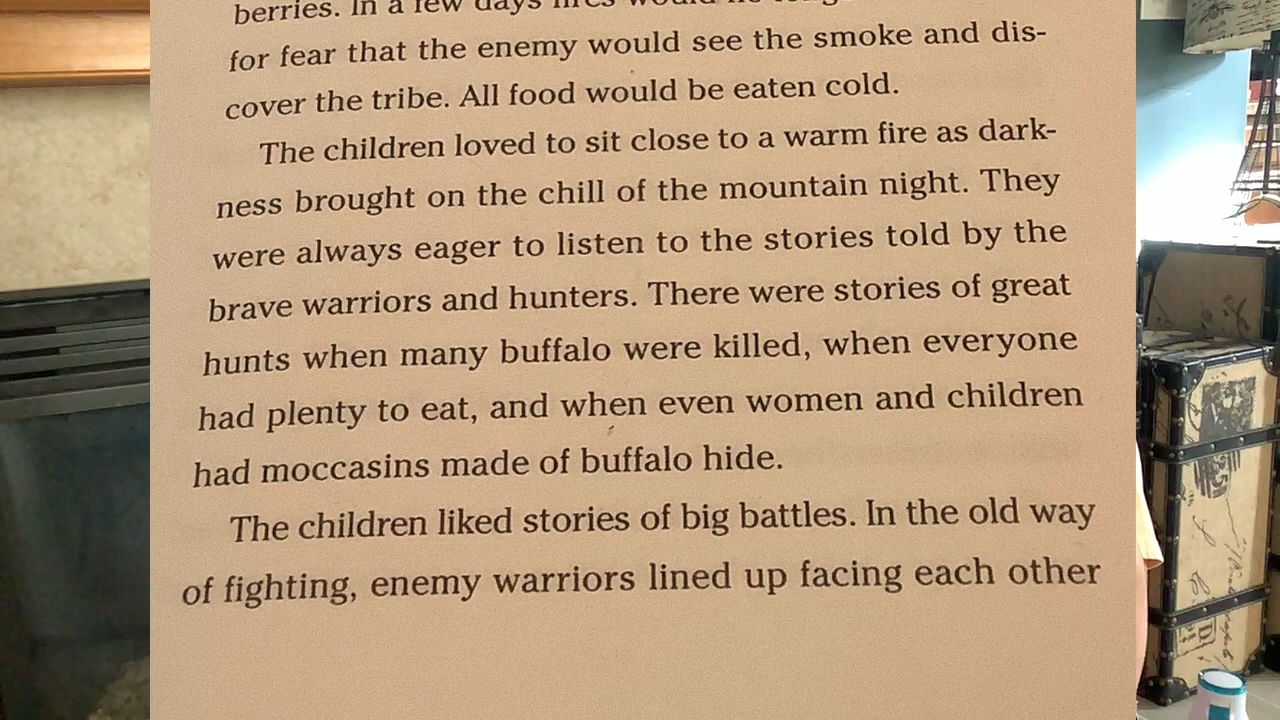 berries. In a few days fires would no
for fear that the enemy would see the smoke and dis-
cover the tribe. All food would be eaten cold.
The children loved to sit close to a warm fire as dark-
ness brought on the chill of the mountain night. They
were always eager to listen to the stories told by the
brave warriors and hunters. There were stories of great
hunts when many buffalo were killed, when everyone
had plenty to eat, and when even women and children
had moccasins made of buffalo hide.
The children liked stories of big battles. In the old way
of fighting, enemy warriors lined up facing each other